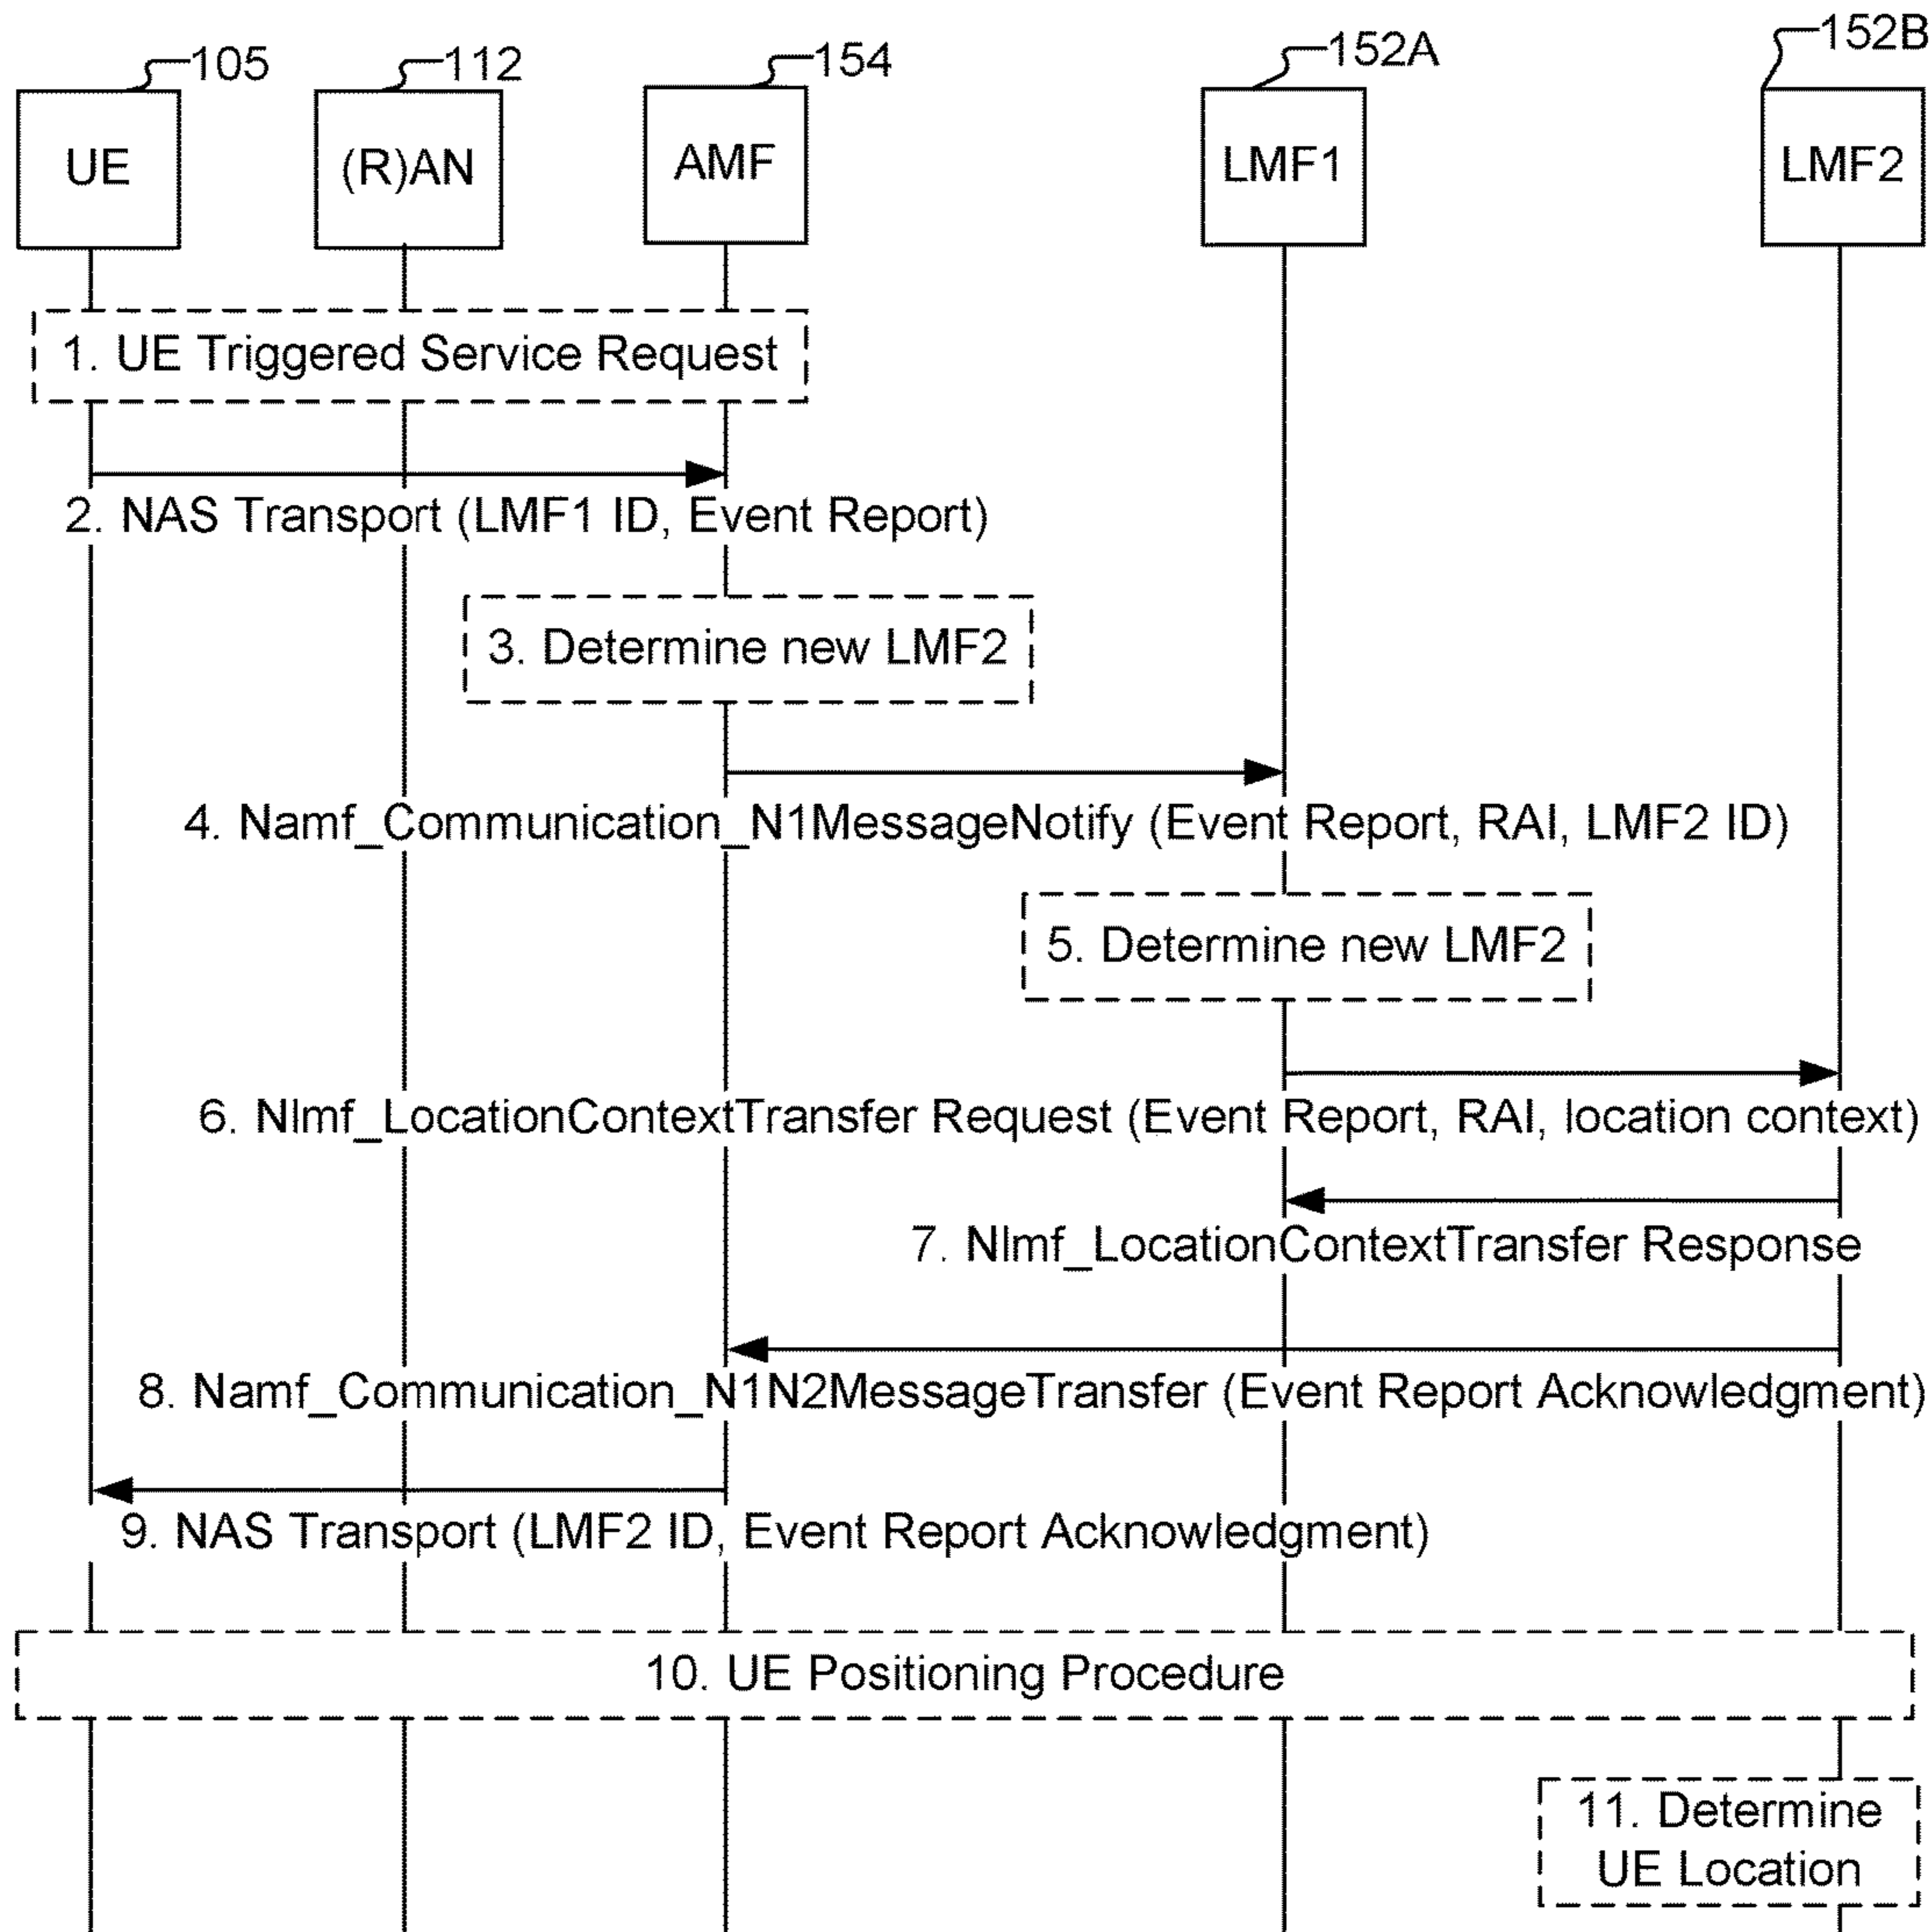 105
112
154
152A
152B
UE
(R)AN
AMF
LMF1
LMF2
1. UE Triggered Service Request
2. NAS Transport (LMF1 ID, Event Report)
3. Determine new LMF2
4. Namf_Communication_N1MessageNotify (Event Report, RAI, LMF2 ID)
5. Determine new LMF2
6. Nlmf_LocationContextTransfer Request (Event Report, RAI, location context)
7. Nlmf_LocationContextTransfer Response
8. Namf_Communication_N1N2MessageTransfer (Event Report Acknowledgment)
9. NAS Transport (LMF2 ID, Event Report Acknowledgment)
10. UE Positioning Procedure
11. Determine
UE Location